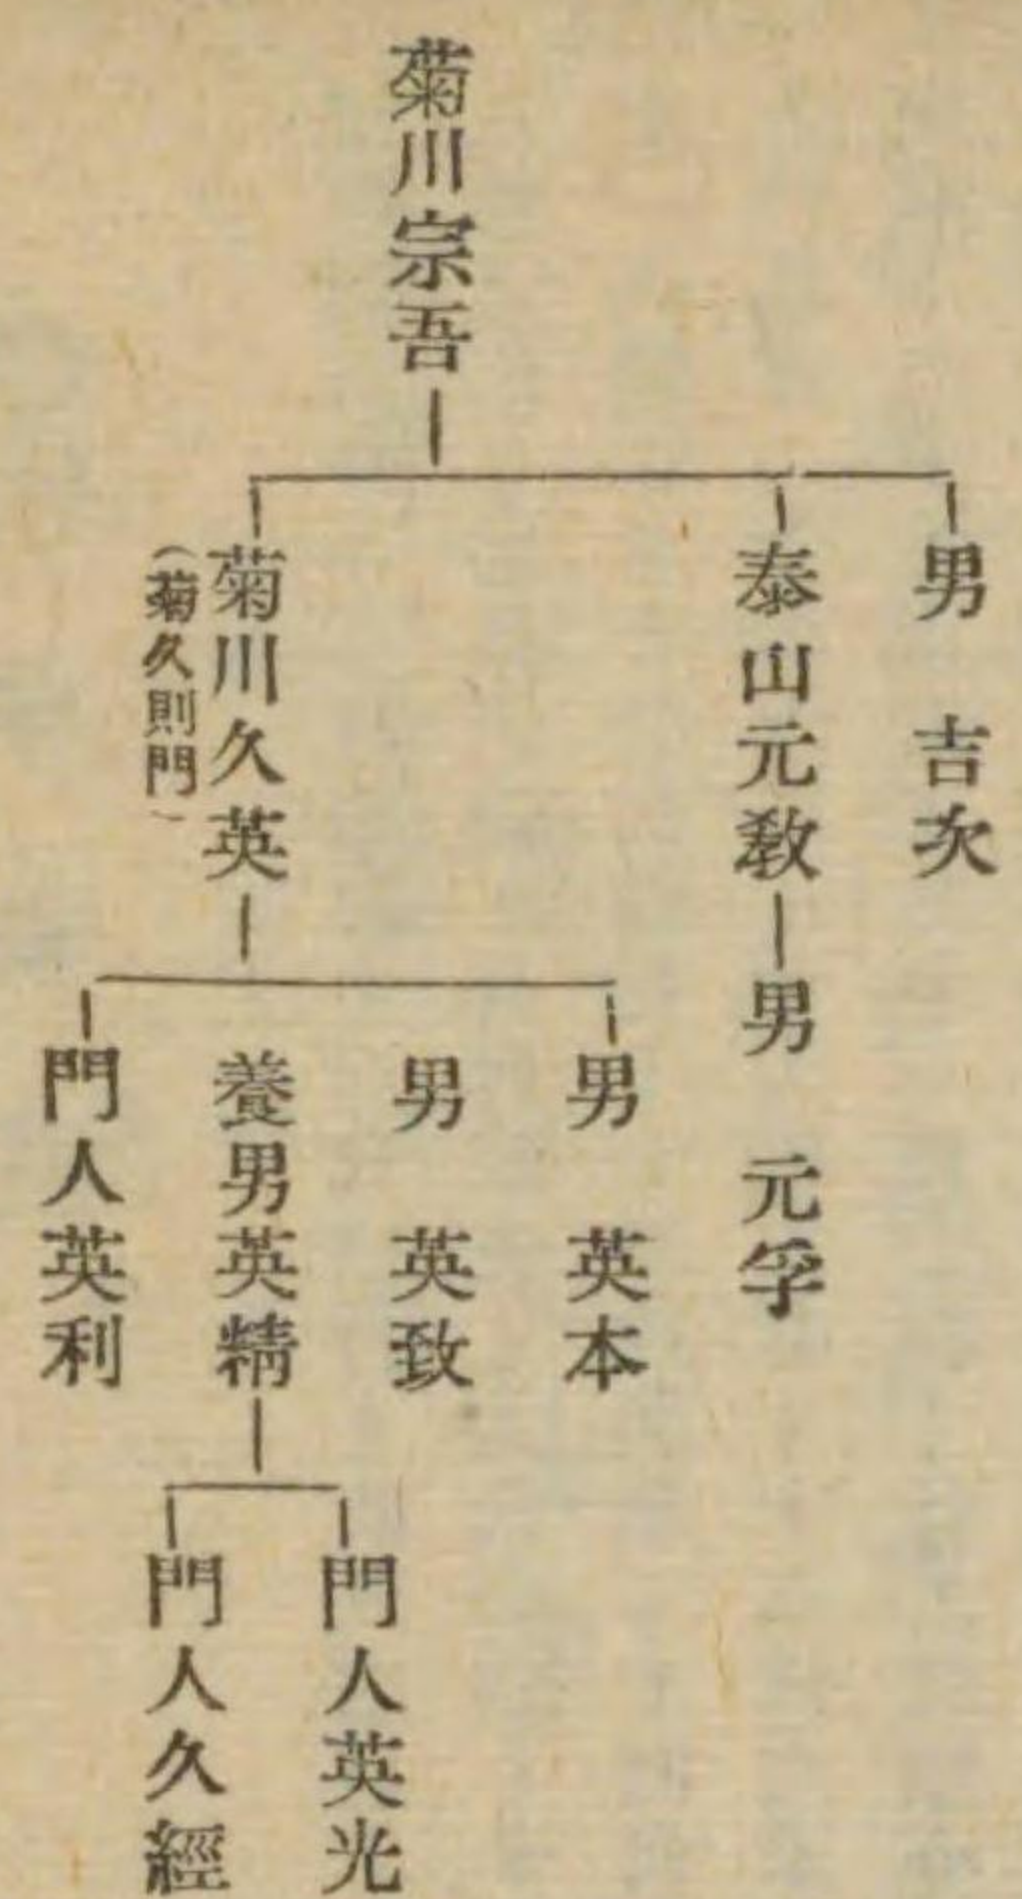 菊川宗吾
男 吉次
泰山元教
男 元孚
菊川久英
(菊久則門)
男 英本
男 英致
養男英精
門人英利
門人英光
門人久經